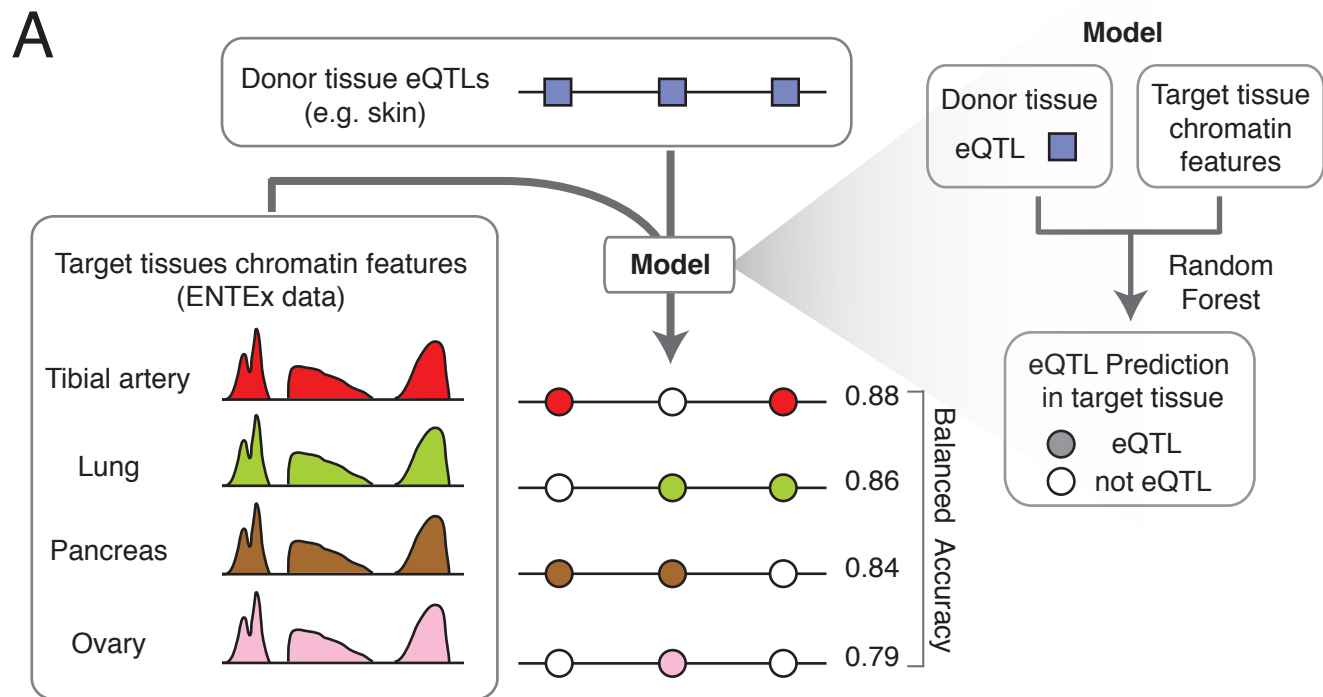 A
Donor tissue eQTLs
(e.g. skin)
Target tissues chromatin features
(ENTEx data)
Tibial artery
Lung
Pancreas
Ovary
Model
0.88
0.86
0.84
0.79
Balanced Accuracy
Model
Donor tissue
eQTL
Target tissue
chromatin
features
Random
Forest
eQTL Prediction
in target tissue
eQTL
not eQTL